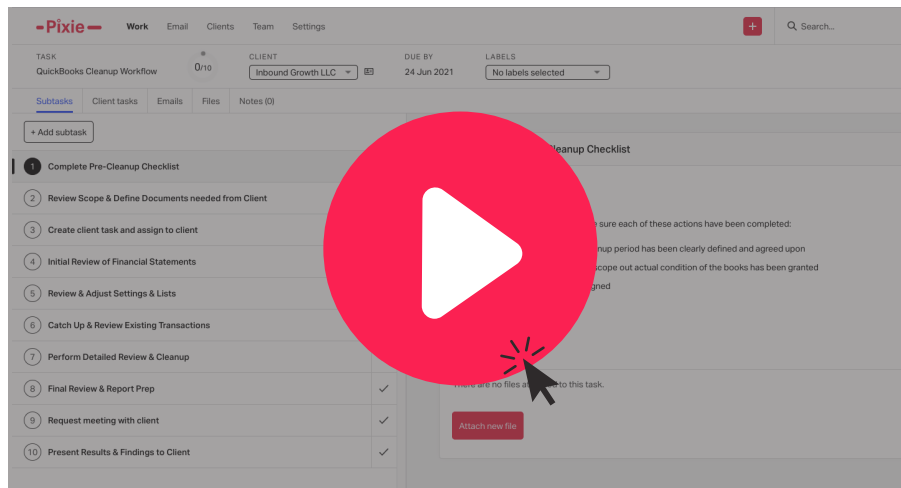 Pixie
Work Email Clients Team Settings
+ Search...
TASK
QuickBooks Cleanup Workflow
0/10
CLIENT
Inbound Growth LLC
DUE BY
24 Jun 2021
LABELS
No labels selected
Subtasks Client tasks Emails Files Notes (0)
+ Add subtask
1 Complete Pre-Cleanup Checklist
2 Review Scope & Define Documents needed from Client
3 Create client task and assign to client
4 Initial Review of Financial Statements
5 Review & Adjust Settings & Lists
6 Catch Up & Review Existing Transactions
7 Perform Detailed Review & Cleanup
8 Final Review & Report Prep
9 Request meeting with client
10 Present Results & Findings to Client
Checklist
sure each of these actions have been completed:
period has been clearly defined and agreed upon
scope out actual condition of the books has been granted
There are no files to this task.
Attach new file